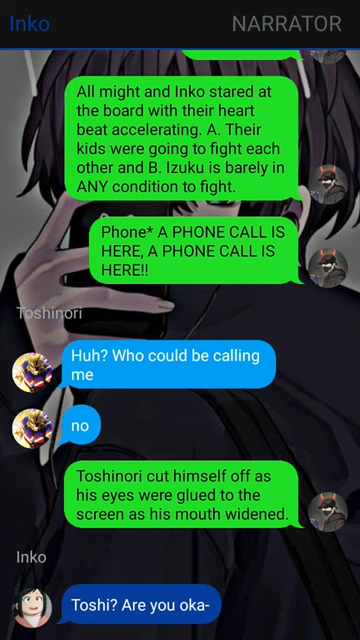 Inko
NARRATOR
All might and Inko stared at
the board with their heart
beat accelerating. A. Their
kids were going to fight each
other and B. Izuku is barely in
ANY condition to fight.
Phone* A PHONE CALL IS
HERE, A PHONE CALL IS
HERE!!
Toshinori
Huh? Who could be calling
me
no
Toshinori cut himself off as
his eyes were glued to the
screen as his mouth widened.
Inko
Toshi? Are you oka-